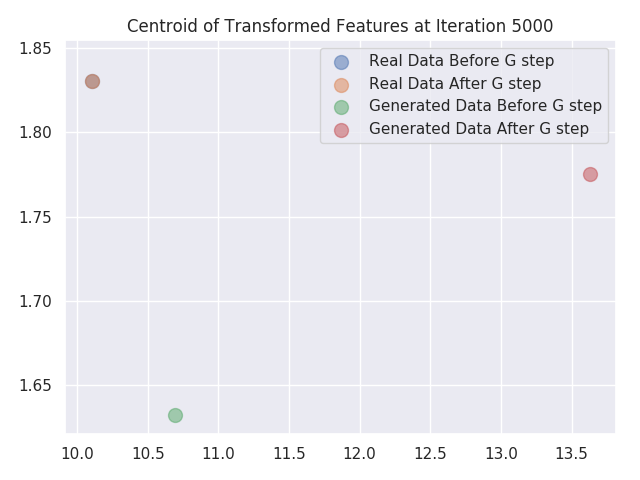 Centroid of Transformed Features at Iteration 5000
1.85
1.80
1.75
1.70
1.65
Real Data Before G step
Real Data After G step
Generated Data Before G step
Generated Data After G step
10.0 10.5 11.0 11.5 12.0 12.5 13.0 13.5